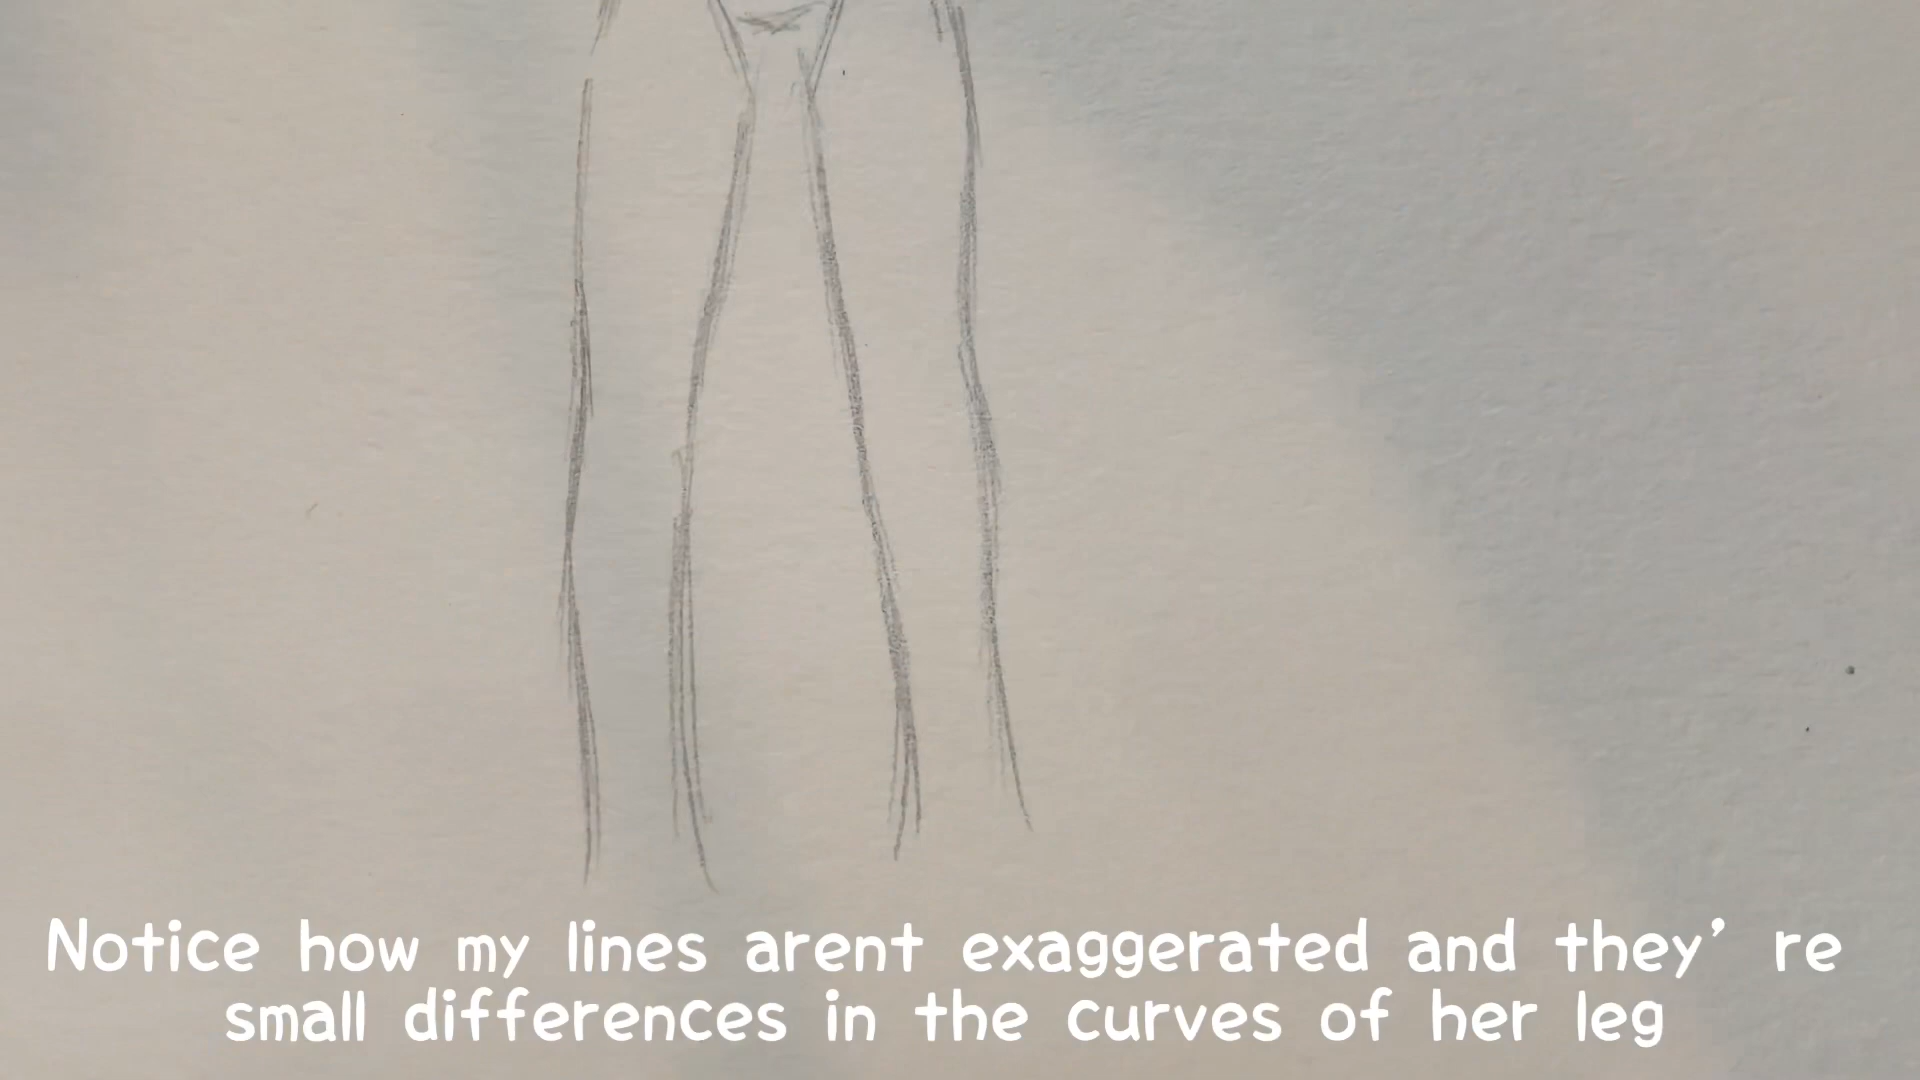 Notice how my lines arent exaggerated and they’ re
small differences in the curves of her leg